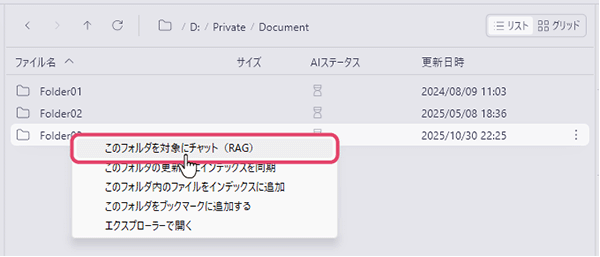 / D: / Private / Document
リスト グリッド
ファイル名 サイズ AIステータス 更新日時
Folder01 2024/08/09 11:03
Folder02 2025/05/08 18:36
2025/10/30 22:25
このフォルダを対象にチャット（RAG）
このフォルダの更新 にインデックスを同期
このフォルダ内のファイルをインデックスに追加
このフォルダをブックマークに追加する
エクスプローラーで開く